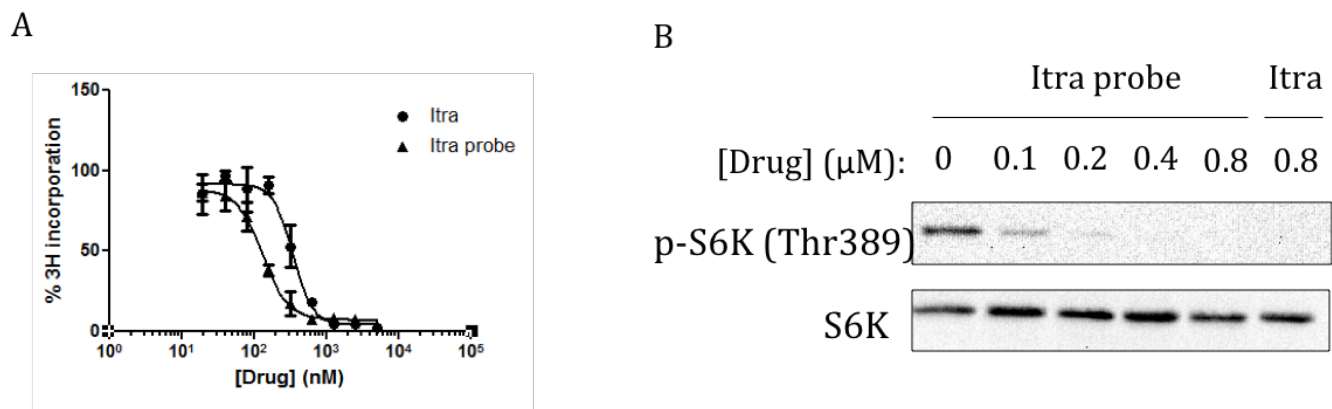 A
150
100
50
0
% 3H incorporation
Itra
Itra probe
10⁰ 10¹ 10² 10³ 10⁴ 10⁵
[Drug] (nM)
B
Itra probe Itra
[Drug] (µM): 0 0.1 0.2 0.4 0.8 0.8
p-S6K (Thr389)
S6K